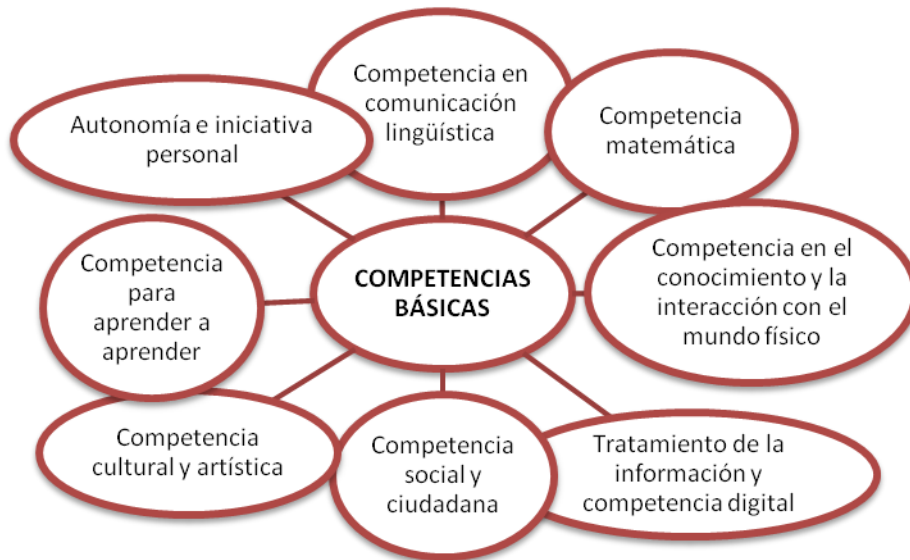 Competencia en
comunicación
lingüística
Autonomía e iniciativa
personal
Competencia
matemática
Competencia
para
aprender a
aprender
COMPETENCIAS
BÁSICAS
Competencia en el
conocimiento y la
interacción con el
mundo físico
Competencia
cultural y artística
Competencia
social y
ciudadana
Tratamiento de la
información y
competencia digital